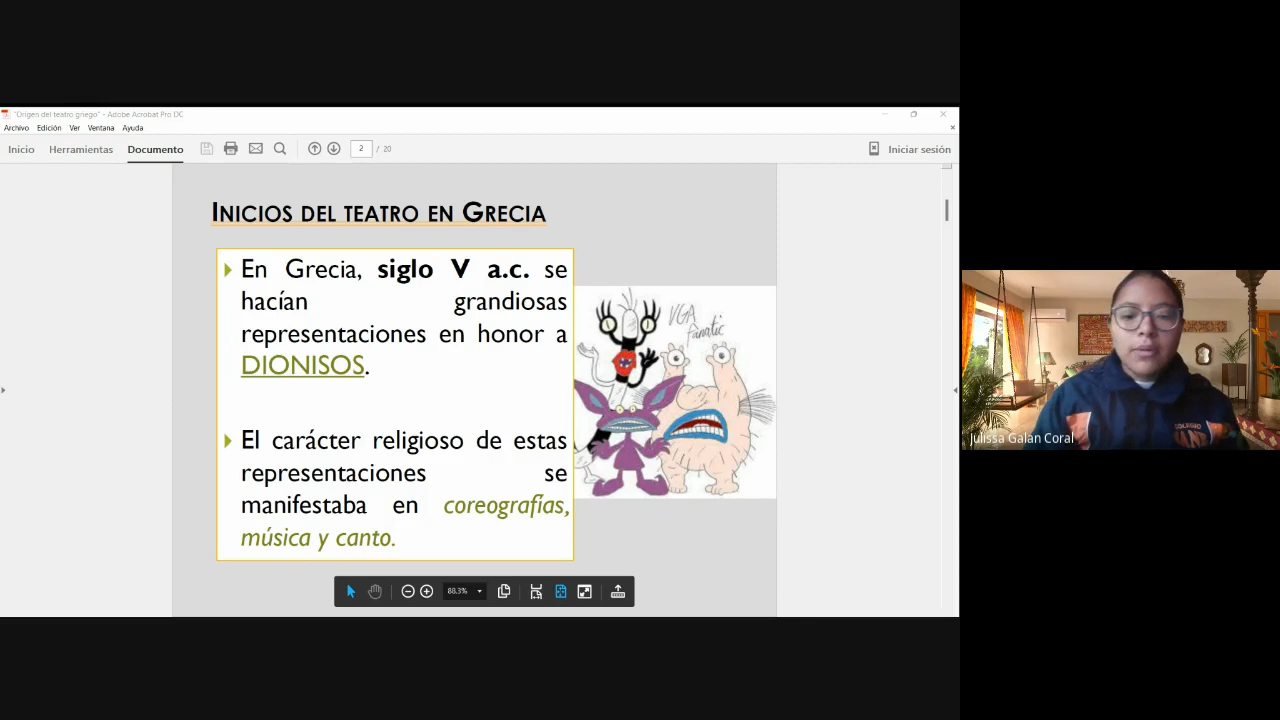 "Origen del teatro griego" - Adobe Acrobat Pro DC
Archivo Edición Ver Ventana Ayuda
Inicio Herramientas Documento 2 / 20 Iniciar sesión
INICIOS DEL TEATRO EN GRECIA
En Grecia, siglo V a.c. se
hacían grandiosas
representaciones en honor a
DIONISOS.
El carácter religioso de estas
representaciones se
manifestaba en coreografías,
música y canto.
VGA
Fanatic
88.3%
COLEGIO
Julissa Galan Coral